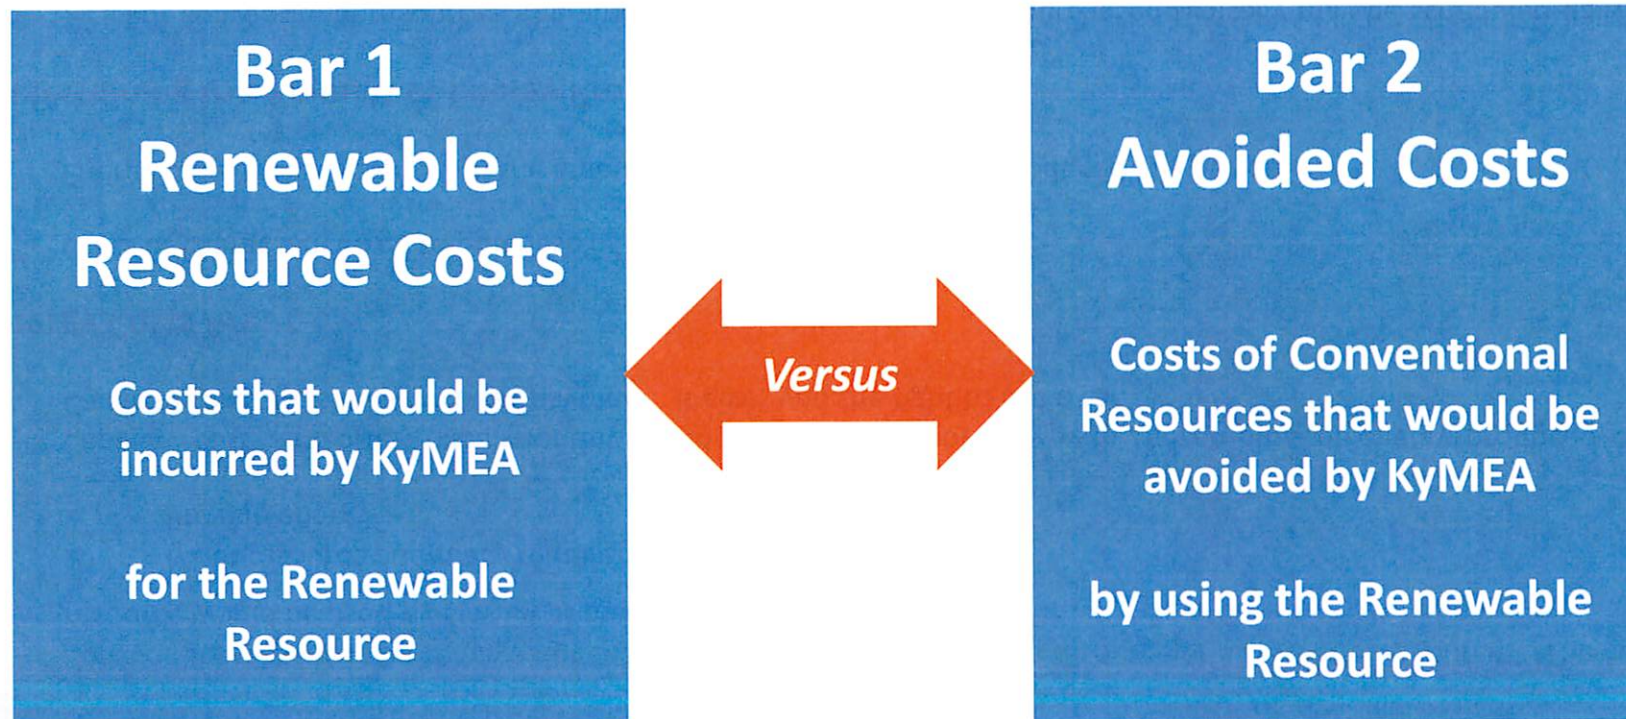 Bar 1
Renewable
Resource Costs
Costs that would be
incurred by KyMEA
for the Renewable
Resource
Versus
Bar 2
Avoided Costs
Costs of Conventional
Resources that would be
avoided by KyMEA
by using the Renewable
Resource